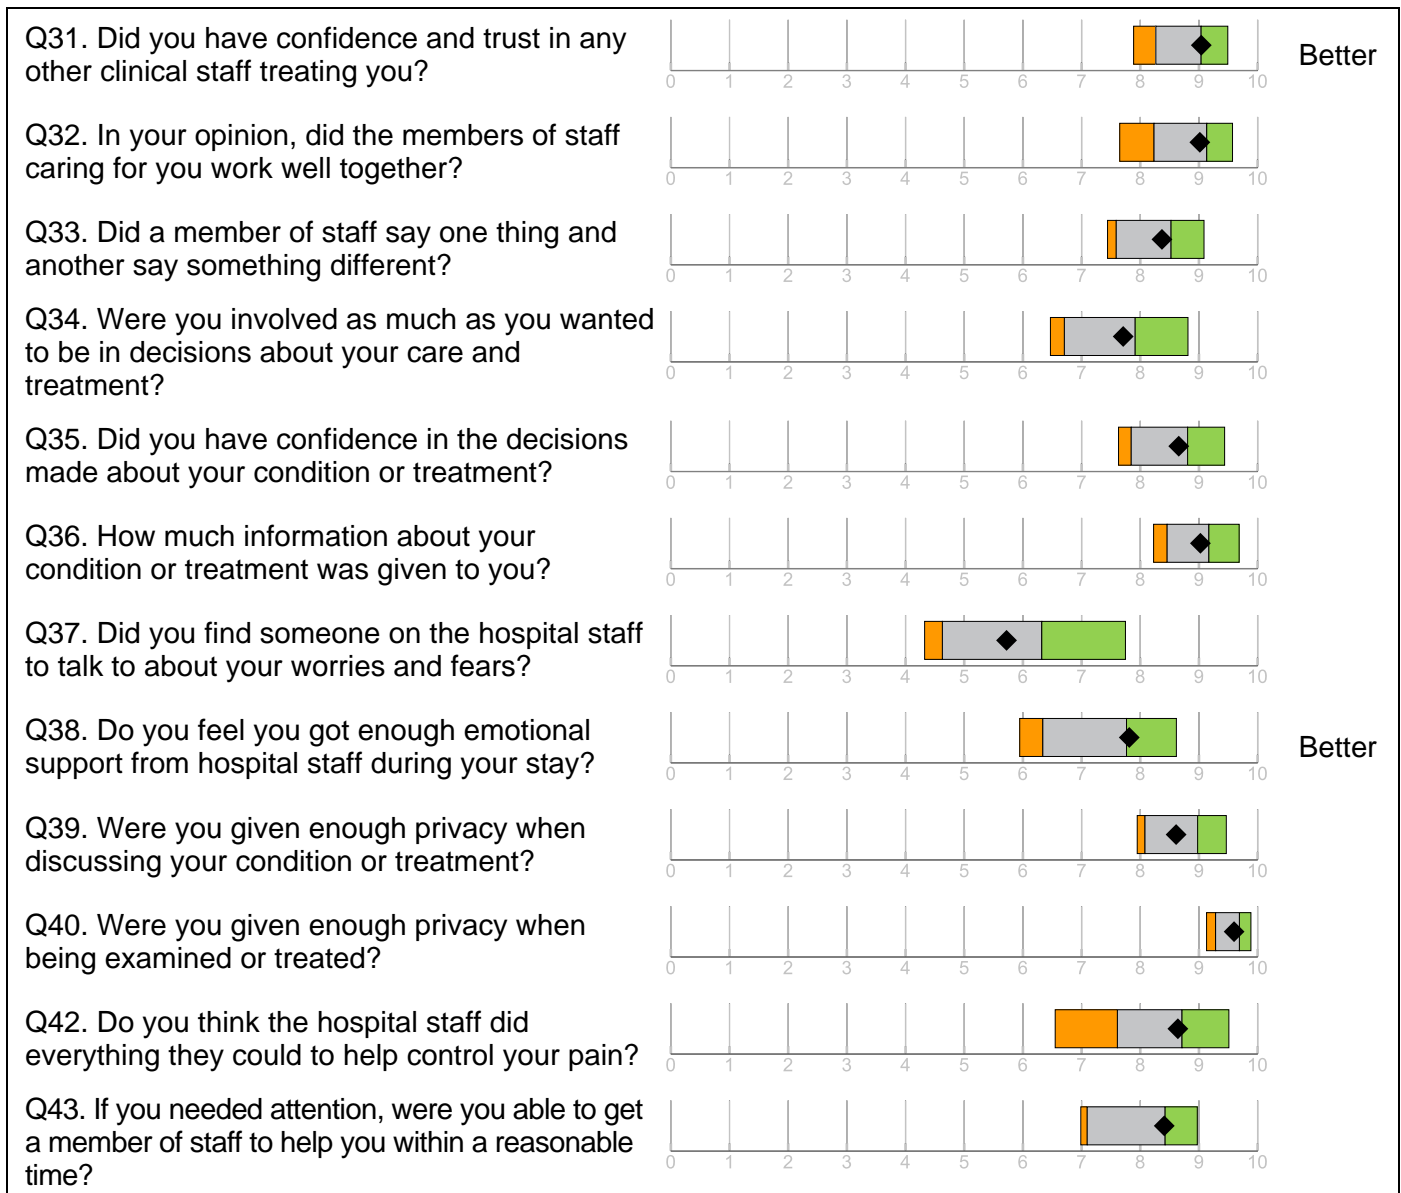 Q31. Did you have confidence and trust in any
other clinical staff treating you?
0 1 2 3 4 5 6 7 8 9 10
Better
Q32. In your opinion, did the members of staff
caring for you work well together?
0 1 2 3 4 5 6 7 8 9 10
Q33. Did a member of staff say one thing and
another say something different?
0 1 2 3 4 5 6 7 8 9 10
Q34. Were you involved as much as you wanted
to be in decisions about your care and
treatment?
0 1 2 3 4 5 6 7 8 9 10
Q35. Did you have confidence in the decisions
made about your condition or treatment?
0 1 2 3 4 5 6 7 8 9 10
Q36. How much information about your
condition or treatment was given to you?
0 1 2 3 4 5 6 7 8 9 10
Q37. Did you find someone on the hospital staff
to talk to about your worries and fears?
0 1 2 3 4 5 6 7 8 9 10
Q38. Do you feel you got enough emotional
support from hospital staff during your stay?
0 1 2 3 4 5 6 7 8 9 10
Better
Q39. Were you given enough privacy when
discussing your condition or treatment?
0 1 2 3 4 5 6 7 8 9 10
Q40. Were you given enough privacy when
being examined or treated?
0 1 2 3 4 5 6 7 8 9 10
Q42. Do you think the hospital staff did
everything they could to help control your pain?
0 1 2 3 4 5 6 7 8 9 10
Q43. If you needed attention, were you able to get
a member of staff to help you within a reasonable
time?
0 1 2 3 4 5 6 7 8 9 10